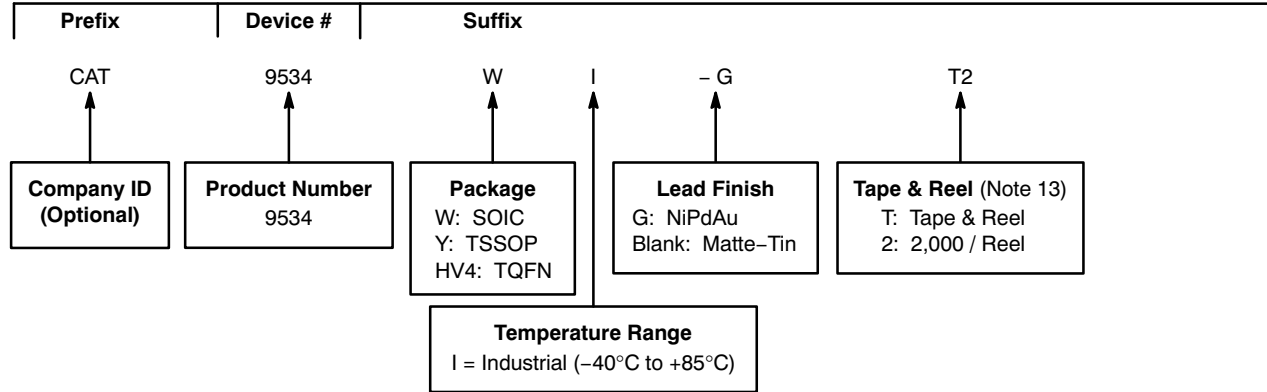 Prefix Device # Suffix
CAT 9534 W I – G T2
Company ID
(Optional)
Product Number
9534
Package
W: SOIC
Y: TSSOP
HV4: TQFN
Lead Finish
G: NiPdAu
Blank: Matte−Tin
Tape & Reel (Note 13)
T: Tape & Reel
2: 2,000 / Reel
Temperature Range
I = Industrial (−40°C to +85°C)